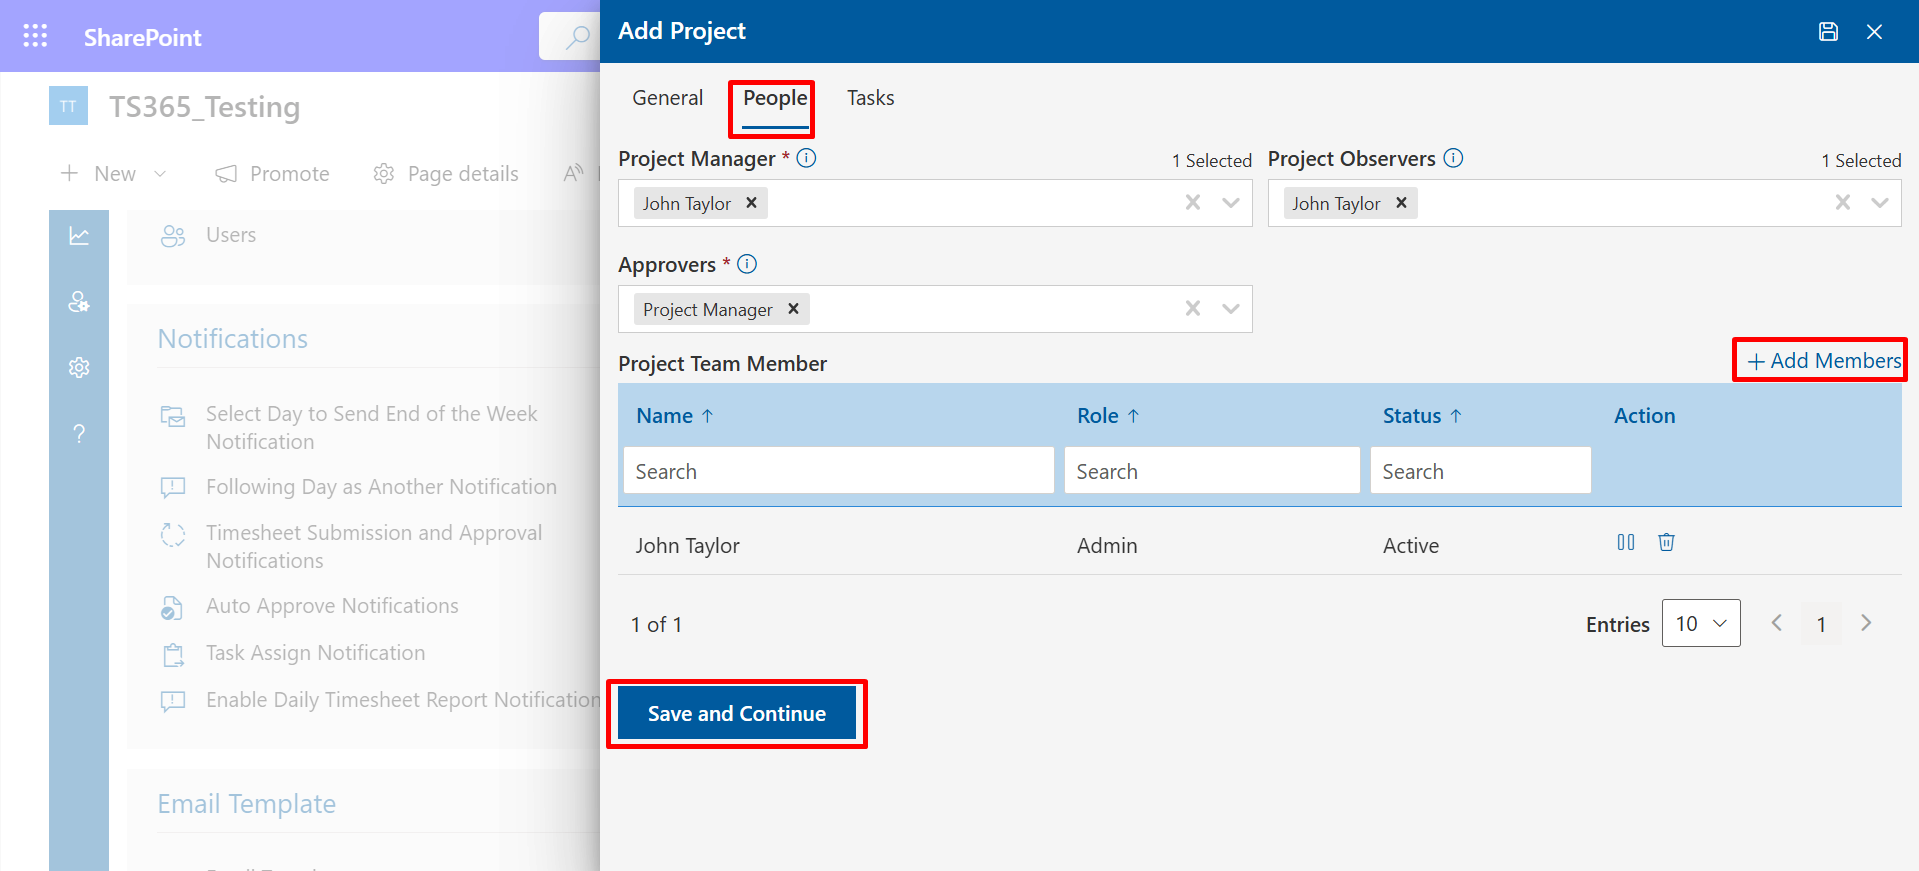 SharePoint
TT
TS365_Testing
New
Promote
Page details
Users
Notifications
Select Day to Send End of the Week
Notification
Following Day as Another Notification
Timesheet Submission and Approval
Notifications
Auto Approve Notifications
Task Assign Notification
Enable Daily Timesheet Report Notification
Email Template
Add Project
General
People
Tasks
Project Manager *
1 Selected
John Taylor
Project Observers
1 Selected
John Taylor
Approvers *
Project Manager
Project Team Member
Add Members
Name
Role
Status
Action
Search
Search
Search
John Taylor
Admin
Active
1 of 1
Entries
10
1
Save and Continue